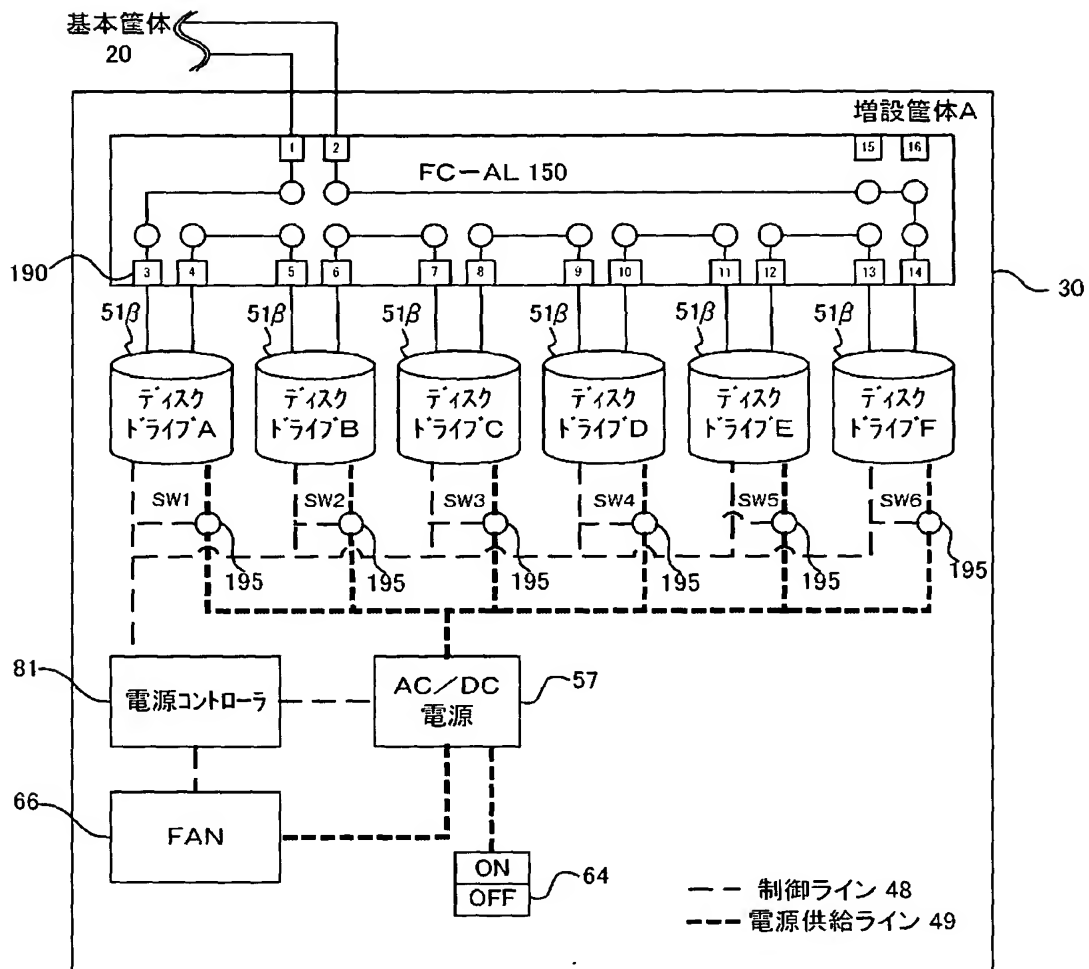 基本筐体
20
増設筐体A
1 2 15 16
FC-AL 150
190
3 4 5 6 7 8 9 10 11 12 13 14
30
51β 51β 51β 51β 51β 51β
ディスク ディスク ディスク ディスク ディスク ディスク
ドライブA ドライブB ドライブC ドライブD ドライブE ドライブF
SW1 SW2 SW3 SW4 SW5 SW6
195 195 195 195 195 195
81
電源コントローラ
AC/DC
電源
57
66
FAN
ON
OFF
64
制御ライン 48
電源供給ライン 49